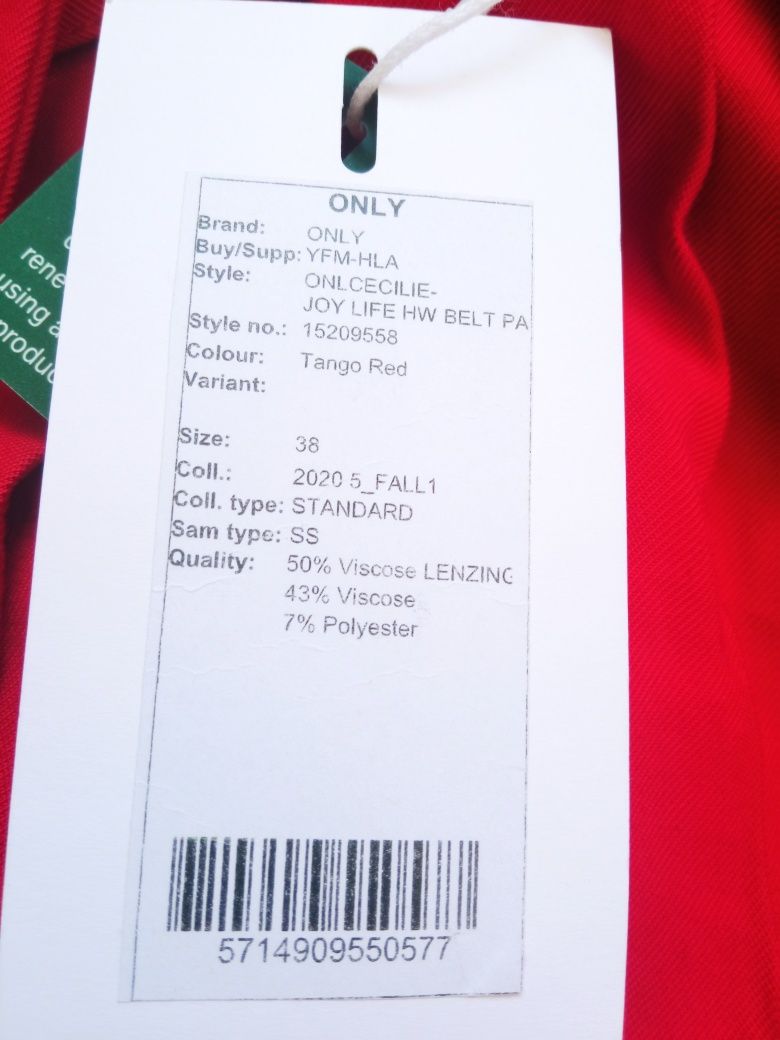 ONLY
Brand: ONLY
Buy/Supp: YFM-HLA
Style: ONLCECILIE-
JOY LIFE HW BELT PA
Style no.: 15209558
Colour: Tango Red
Variant:
Size: 38
Coll.: 2020 5_FALL1
Coll. type: STANDARD
Sam type: SS
Quality: 50% Viscose LENZING
43% Viscose
7% Polyester
5714909550577
using